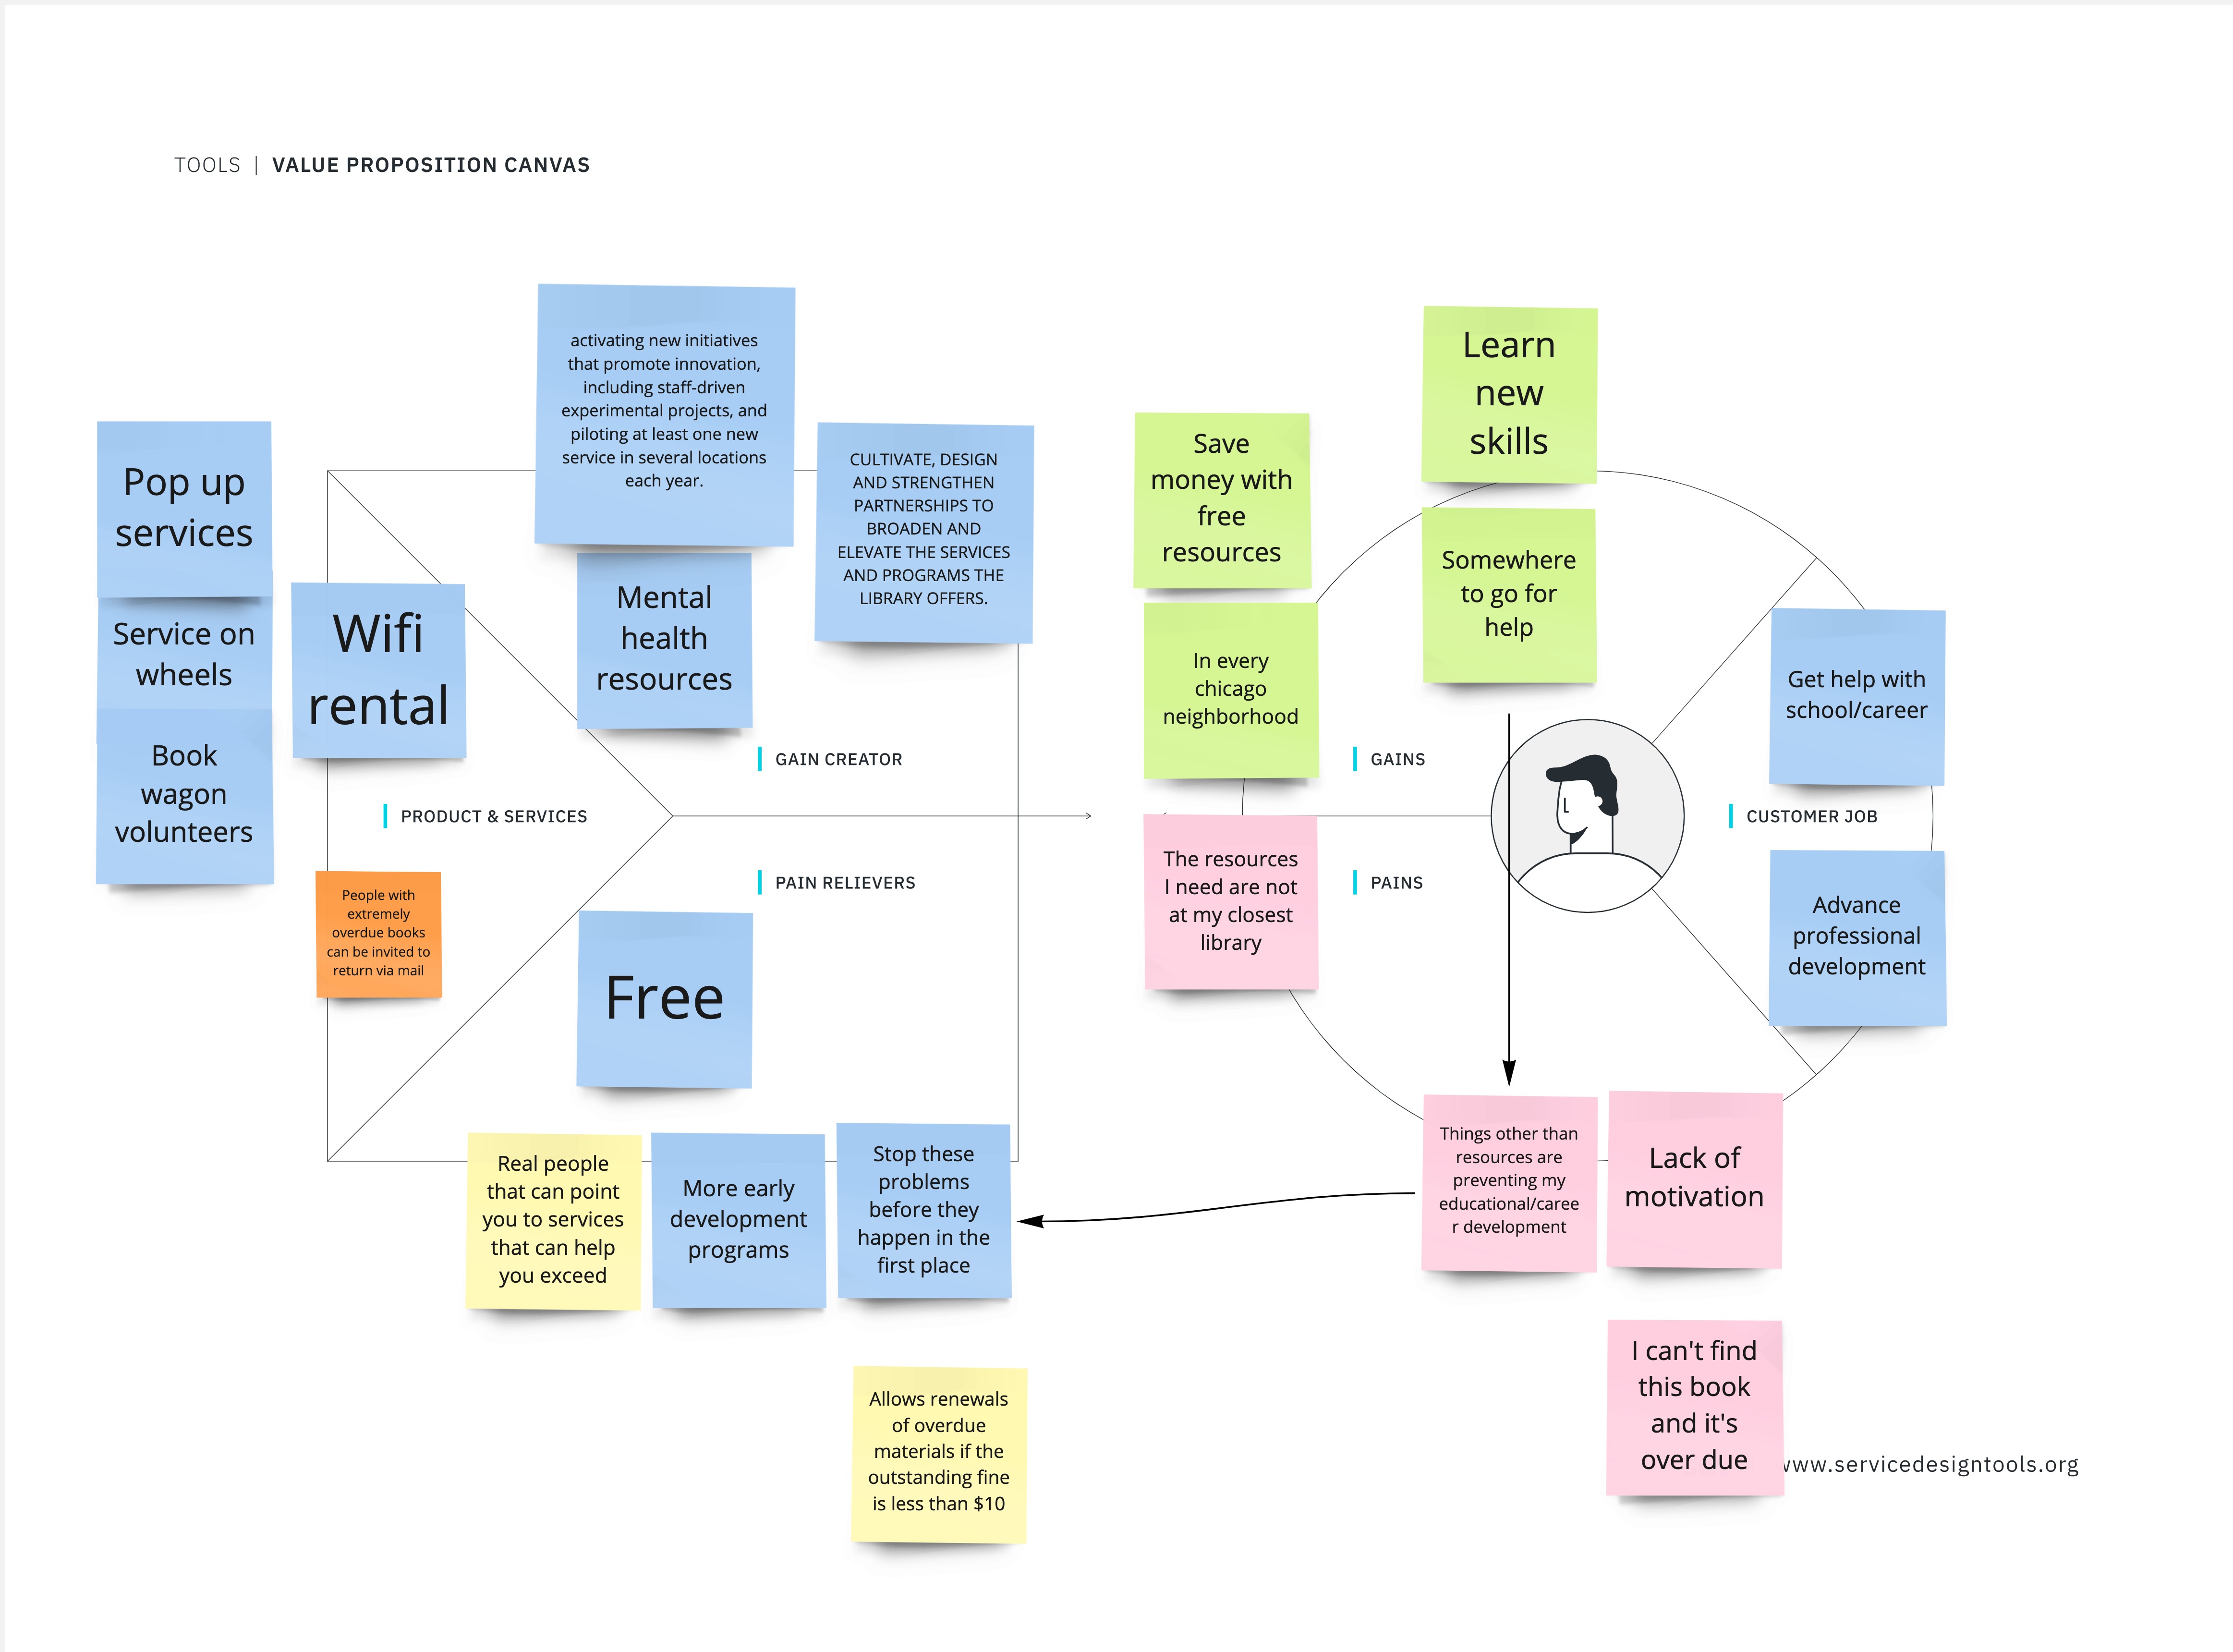 TOOLS | VALUE PROPOSITION CANVAS
activating new initiatives
that promote innovation,
including staff-driven
experimental projects, and
piloting at least one new
service in several locations
each year.
CULTIVATE, DESIGN
AND STRENGTHEN
PARTNERSHIPS TO
BROADEN AND
ELEVATE THE SERVICES
AND PROGRAMS THE
LIBRARY OFFERS.
Pop up
services
Service on
wheels
Book
wagon
volunteers
Wifi
rental
Mental
health
resources
GAIN CREATOR
PRODUCT & SERVICES
PAIN RELIEVERS
People with
extremely
overdue books
can be invited to
return via mail
Free
Real people
that can point
you to services
that can help
you exceed
More early
development
programs
Stop these
problems
before they
happen in the
first place
Allows renewals
of overdue
materials if the
outstanding fine
is less than $10
Learn
new
skills
Save
money with
free
resources
Somewhere
to go for
help
In every
chicago
neighborhood
GAINS
Get help with
school/career
CUSTOMER JOB
The resources
I need are not
at my closest
library
PAINS
Advance
professional
development
Things other than
resources are
preventing my
educational/caree
r development
Lack of
motivation
I can't find
this book
and it's
over due
www.servicedesigntools.org